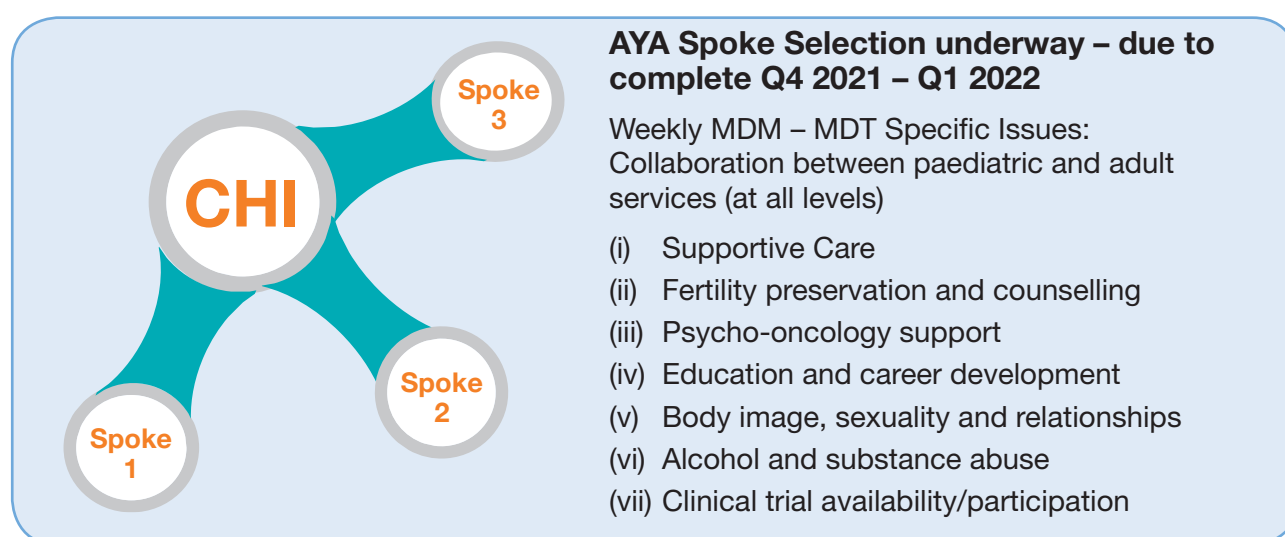 CHI
Spoke
3
Spoke
2
Spoke
1
AYA Spoke Selection underway – due to
complete Q4 2021 – Q1 2022
Weekly MDM – MDT Specific Issues:
Collaboration between paediatric and adult
services (at all levels)
(i) Supportive Care
(ii) Fertility preservation and counselling
(iii) Psycho-oncology support
(iv) Education and career development
(v) Body image, sexuality and relationships
(vi) Alcohol and substance abuse
(vii) Clinical trial availability/participation